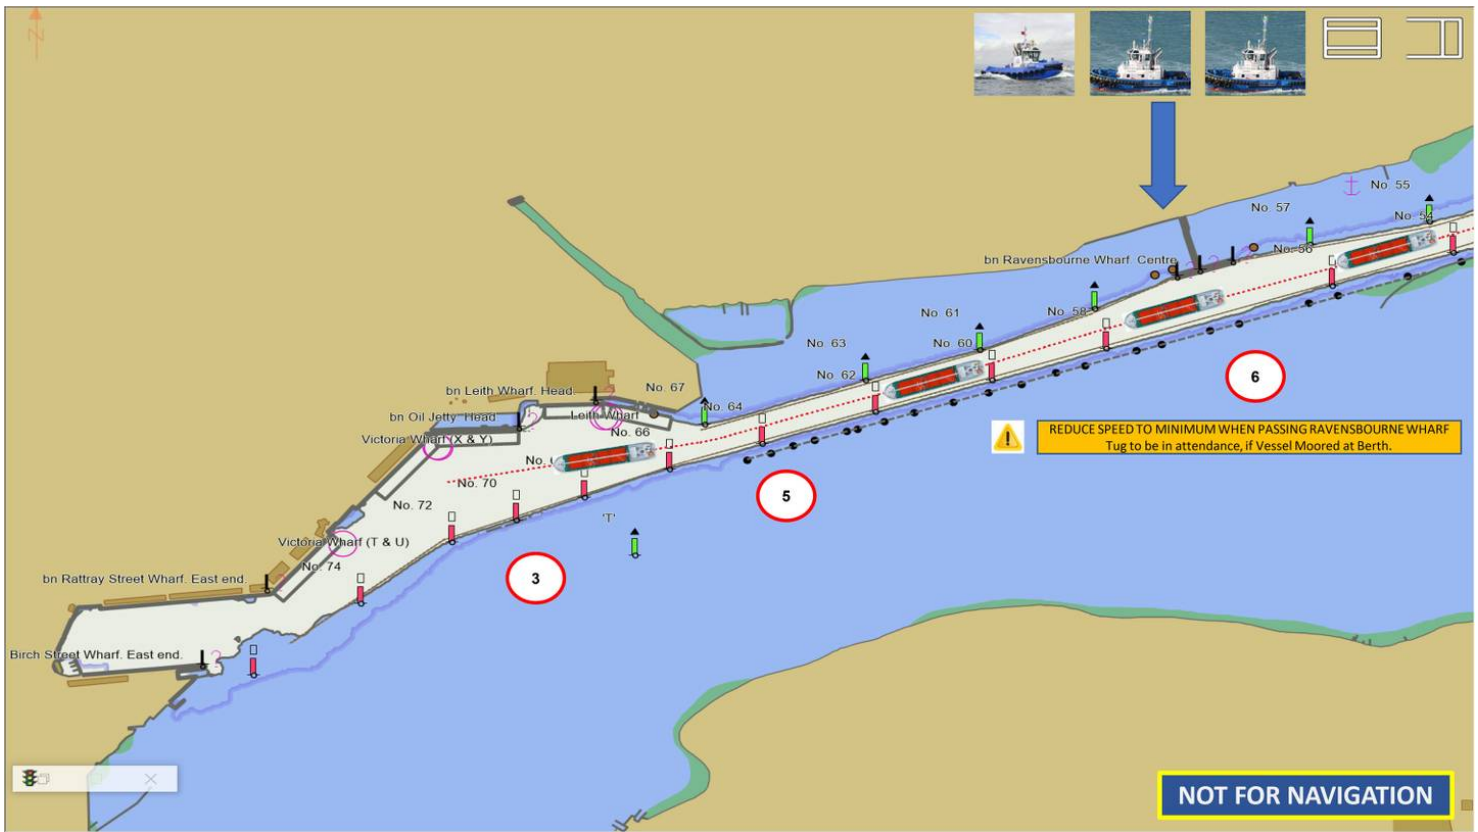 N
No. 55
No. 57
No. 54
No. 56
bn Ravensbourne Wharf. Centre
No. 61
No. 58
No. 63
No. 60
No. 62
6
No. 67
bn Leith Wharf. Head.
No. 64
bn Oil Jetty Head
Leith Wharf
REDUCE SPEED TO MINIMUM WHEN PASSING RAVENSBOURNE WHARF
Tug to be in attendance, if Vessel Moored at Berth.
Victoria Wharf (X & Y)
No. 66
No.
No. 70
5
No. 72
'T'
Victoria Wharf (T & U)
No. 74
3
bn Rattray Street Wharf. East end.
Birch Street Wharf. East end.
NOT FOR NAVIGATION